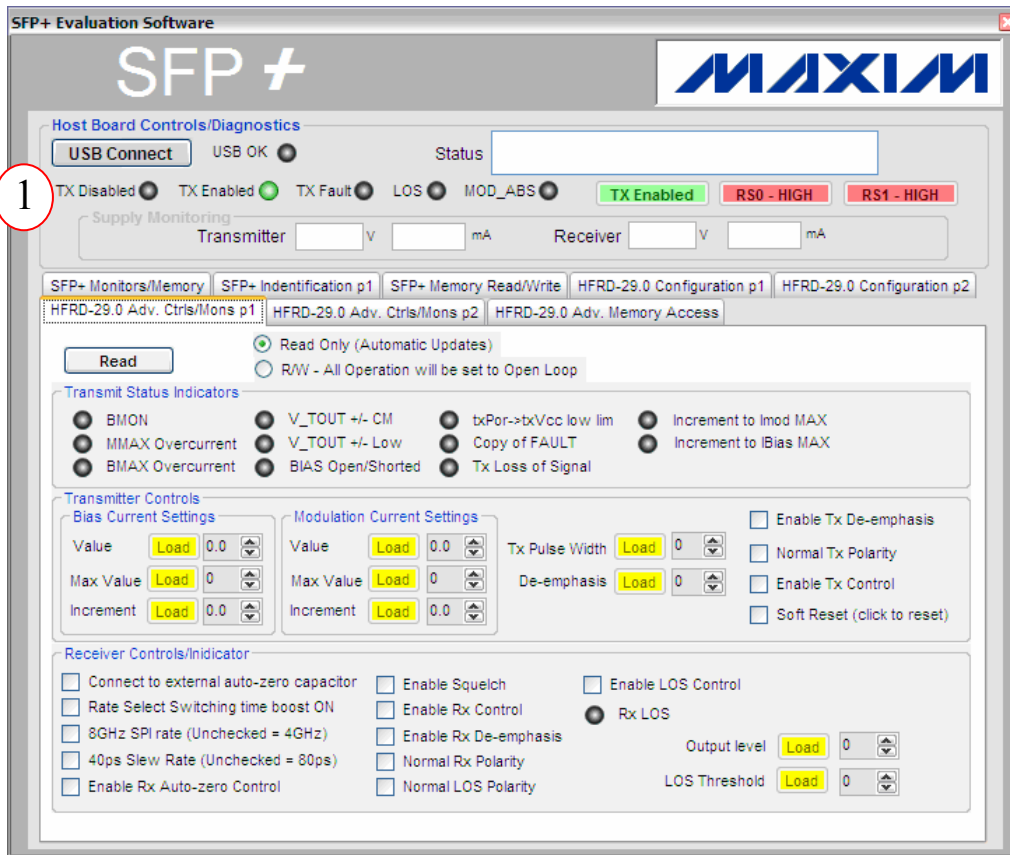 SFP+ Evaluation Software
SFP + MAXIM
Host Board Controls/Diagnostics
USB Connect USB OK Status
1
TX Disabled TX Enabled TX Fault LOS MOD_ABS TX Enabled RS0 - HIGH RS1 - HIGH
Supply Monitoring
Transmitter V mA Receiver V mA
SFP+ Monitors/Memory SFP+ Indentification p1 SFP+ Memory Read/Write HFRD-29.0 Configuration p1 HFRD-29.0 Configuration p2
HFRD-29.0 Adv. Ctrls/Mons p1 HFRD-29.0 Adv. Ctrls/Mons p2 HFRD-29.0 Adv. Memory Access
Read Read Only (Automatic Updates)
R/W - All Operation will be set to Open Loop
Transmit Status Indicators
BMON V_TOUT +/- CM txPor->txVcc low lim Increment to Imod MAX
MMAX Overcurrent V_TOUT +/- Low Copy of FAULT Increment to IBias MAX
BMAX Overcurrent BIAS Open/Shorted Tx Loss of Signal
Transmitter Controls
Bias Current Settings Modulation Current Settings Enable Tx De-emphasis
Value Load 0.0 Value Load 0.0 Tx Pulse Width Load 0 Normal Tx Polarity
Max Value Load 0 Max Value Load 0 De-emphasis Load 0 Enable Tx Control
Increment Load 0.0 Increment Load 0.0 Soft Reset (click to reset)
Receiver Controls/Inidicator
Connect to external auto-zero capacitor Enable Squelch Enable LOS Control
Rate Select Switching time boost ON Enable Rx Control Rx LOS
8GHz SPI rate (Unchecked = 4GHz) Enable Rx De-emphasis Output level Load 0
40ps Slew Rate (Unchecked = 80ps) Normal Rx Polarity LOS Threshold Load 0
Enable Rx Auto-zero Control Normal LOS Polarity